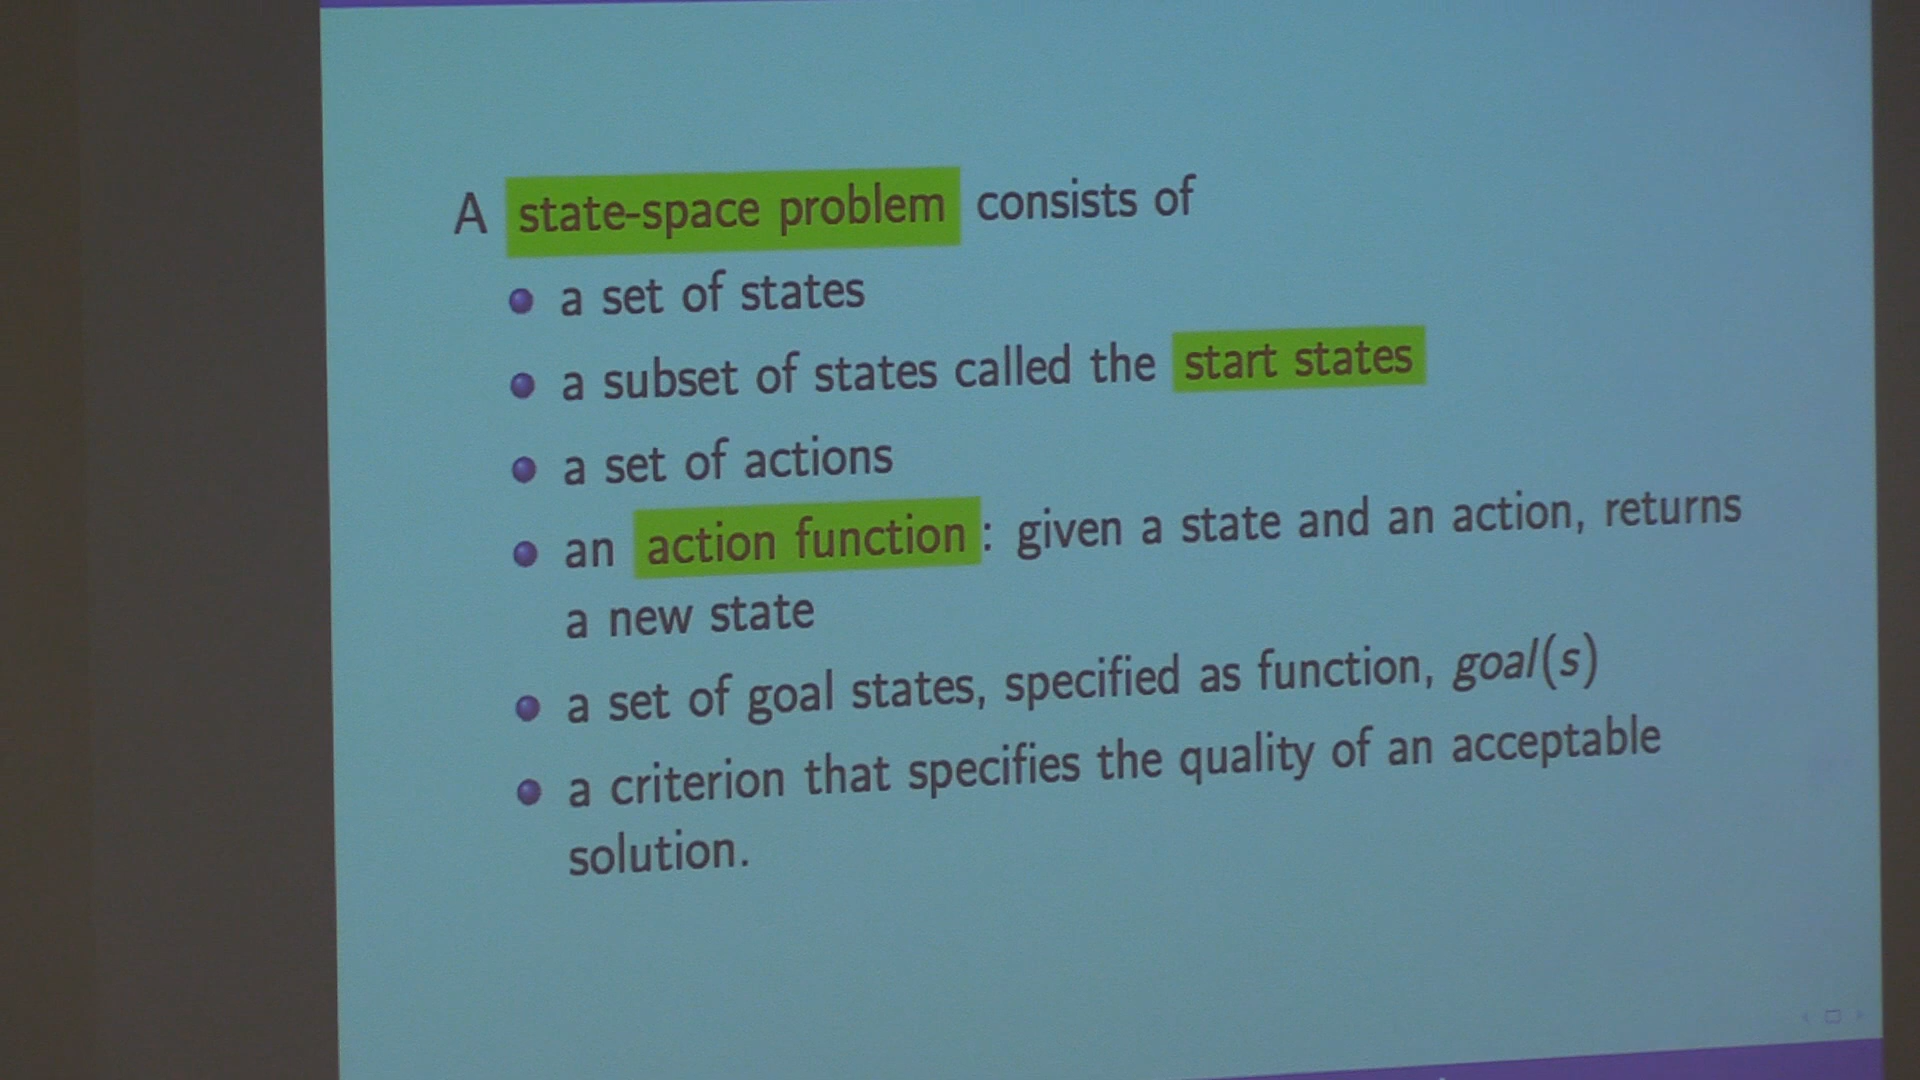 A state-space problem consists of
a set of states
a subset of states called the start states
a set of actions
an action function: given a state and an action, returns
a new state
a set of goal states, specified as function, goal(s)
a criterion that specifies the quality of an acceptable
solution.